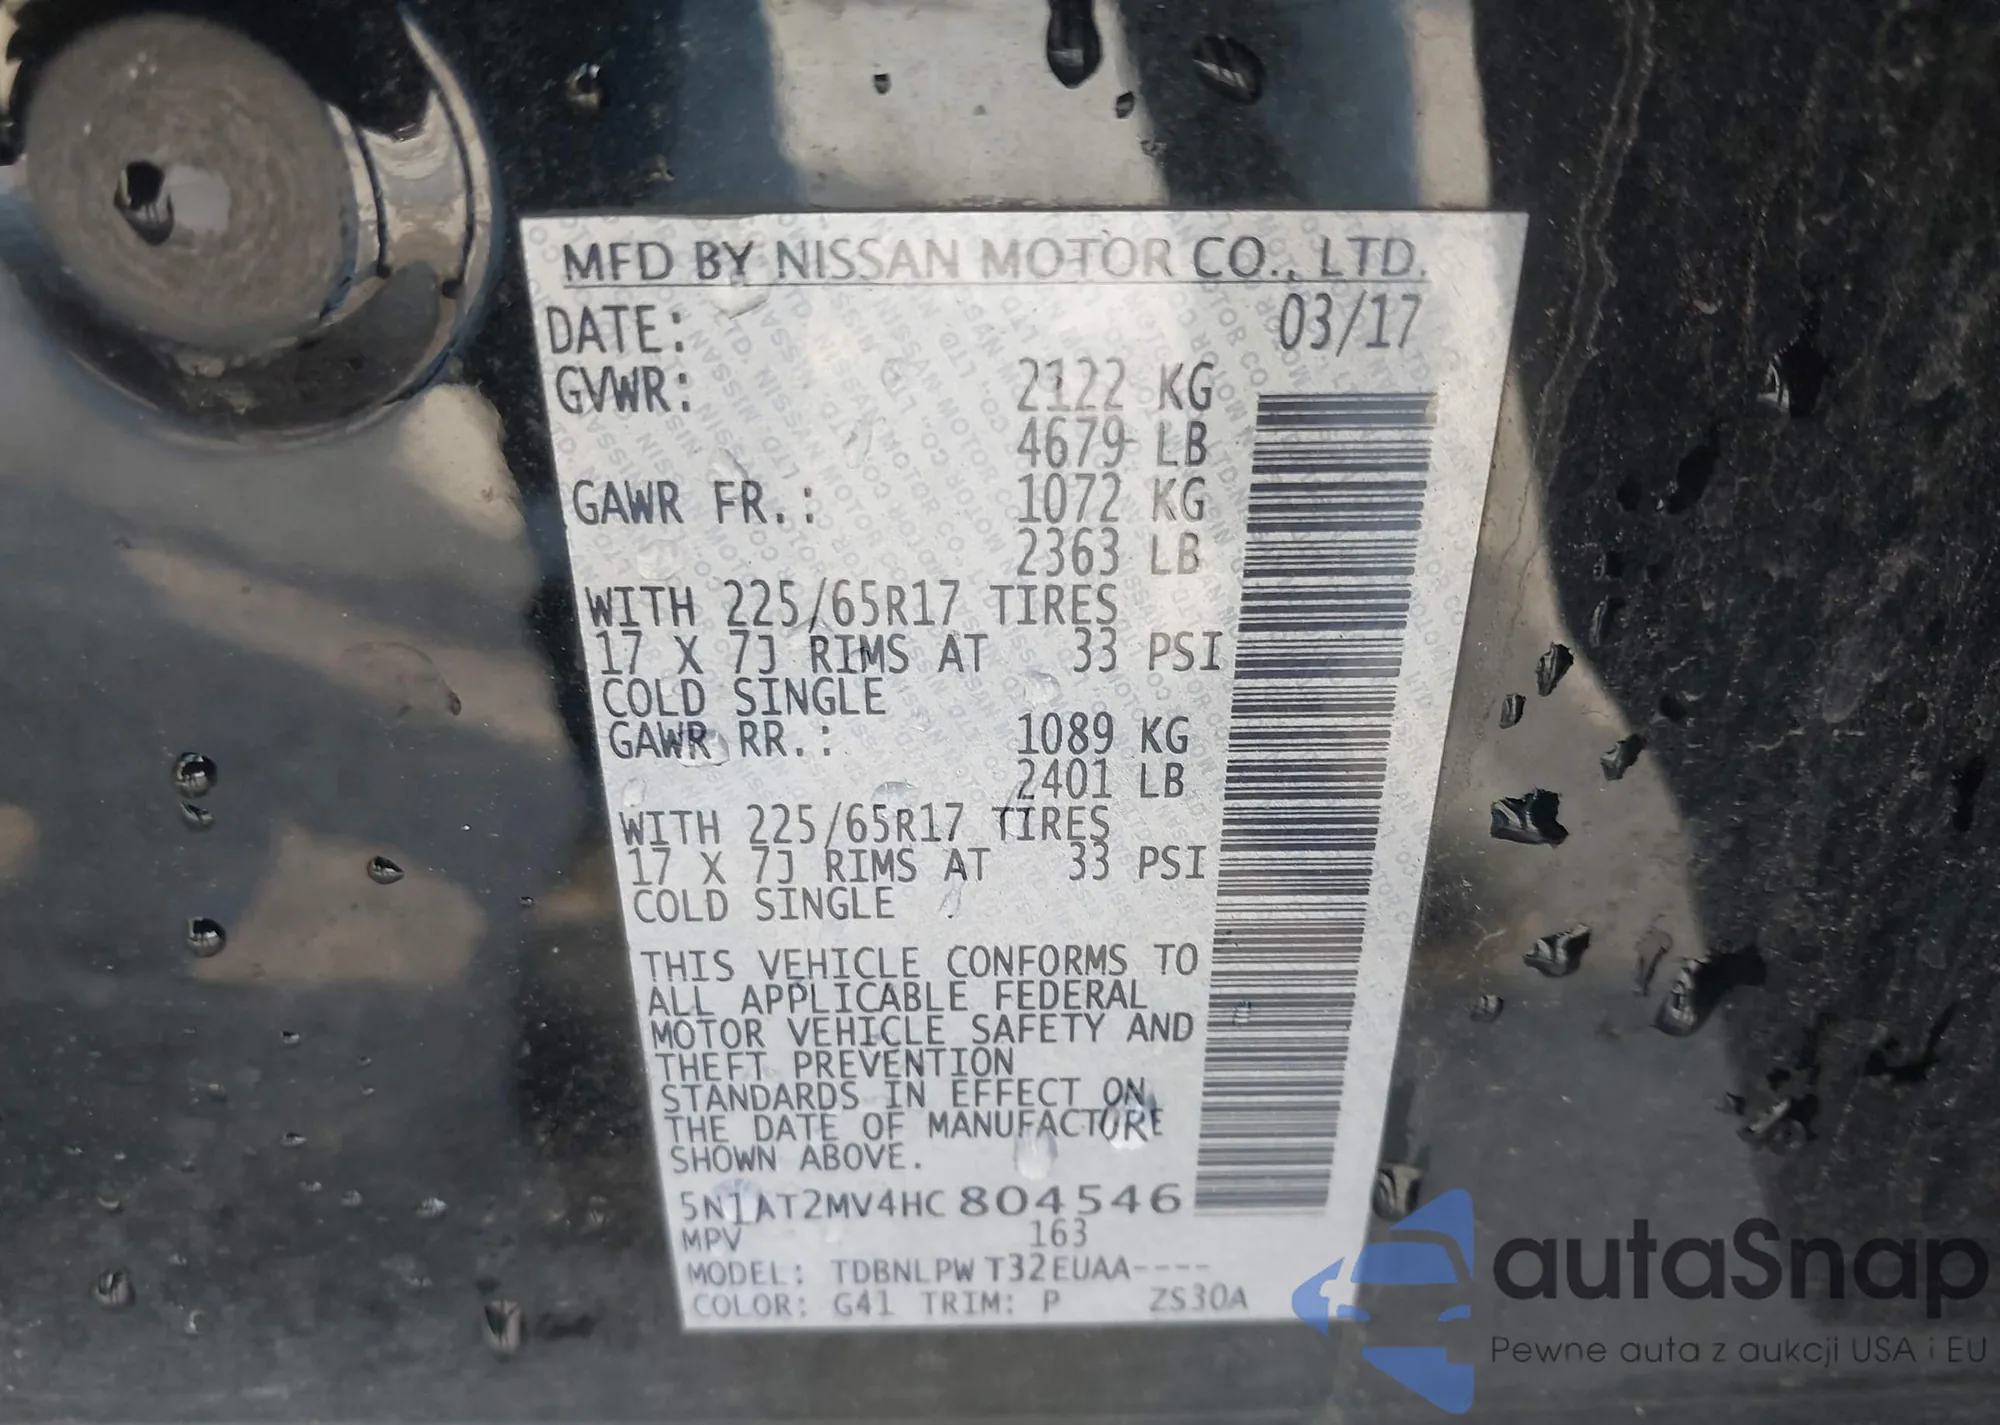 MFD BY NISSAN MOTOR CO., LTD.
DATE: 03/17
GVWR: 2122 KG
4679 LB
GAWR FR.: 1072 KG
2363 LB
WITH 225/65R17 TIRES
17 X 7J RIMS AT 33 PSI
COLD SINGLE
GAWR RR.: 1089 KG
2401 LB
WITH 225/65R17 TIRES
17 X 7J RIMS AT 33 PSI
COLD SINGLE
THIS VEHICLE CONFORMS TO
ALL APPLICABLE FEDERAL
MOTOR VEHICLE SAFETY AND
THEFT PREVENTION
STANDARDS IN EFFECT ON
THE DATE OF MANUFACTURE
SHOWN ABOVE.
5N1AT2MV4HC804546
MPV 163
MODEL: TDBNLPW T32EUAA----
COLOR: G41 TRIM: P ZS30A
autaSnap
Pewne auta z aukcji USA i EU